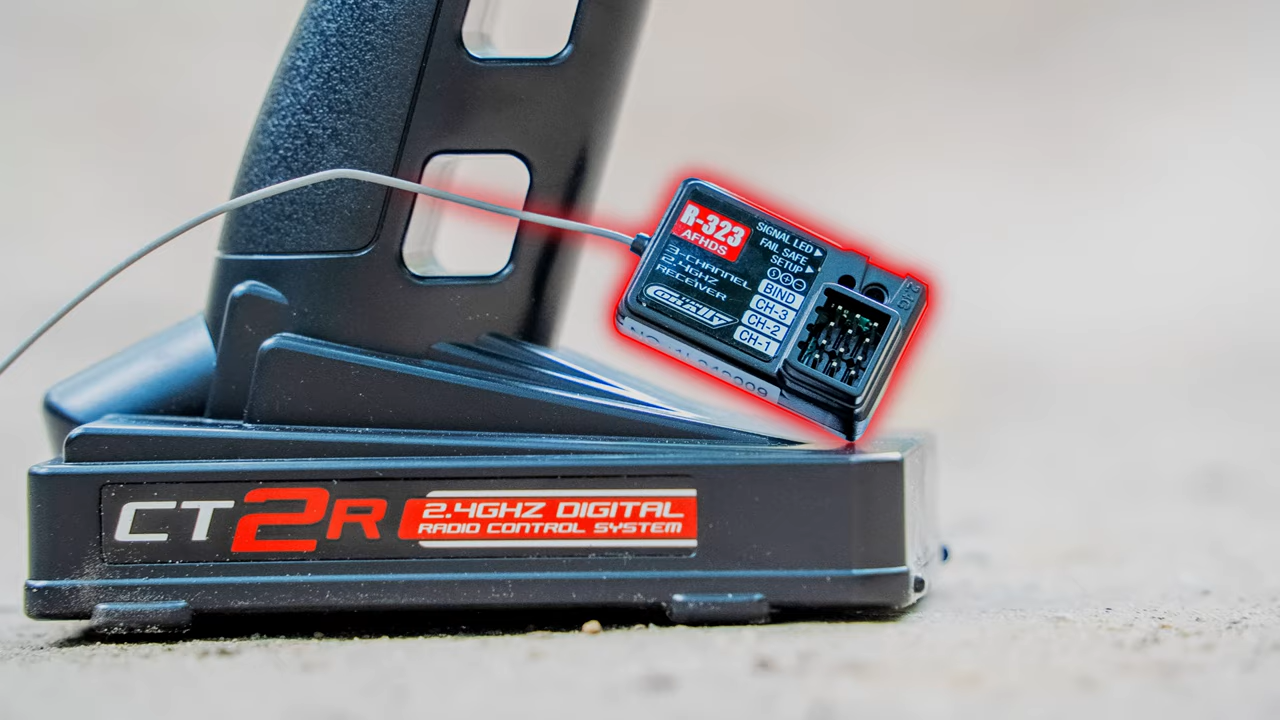 R-323
AFHDS
3-CHANNEL
2.4GHZ
RECEIVER
CORALLY
SIGNAL LED
FAIL SAFE
SETUP
BIND
CH-3
CH-2
CH-1
CT2R
2.4GHZ DIGITAL
RADIO CONTROL SYSTEM